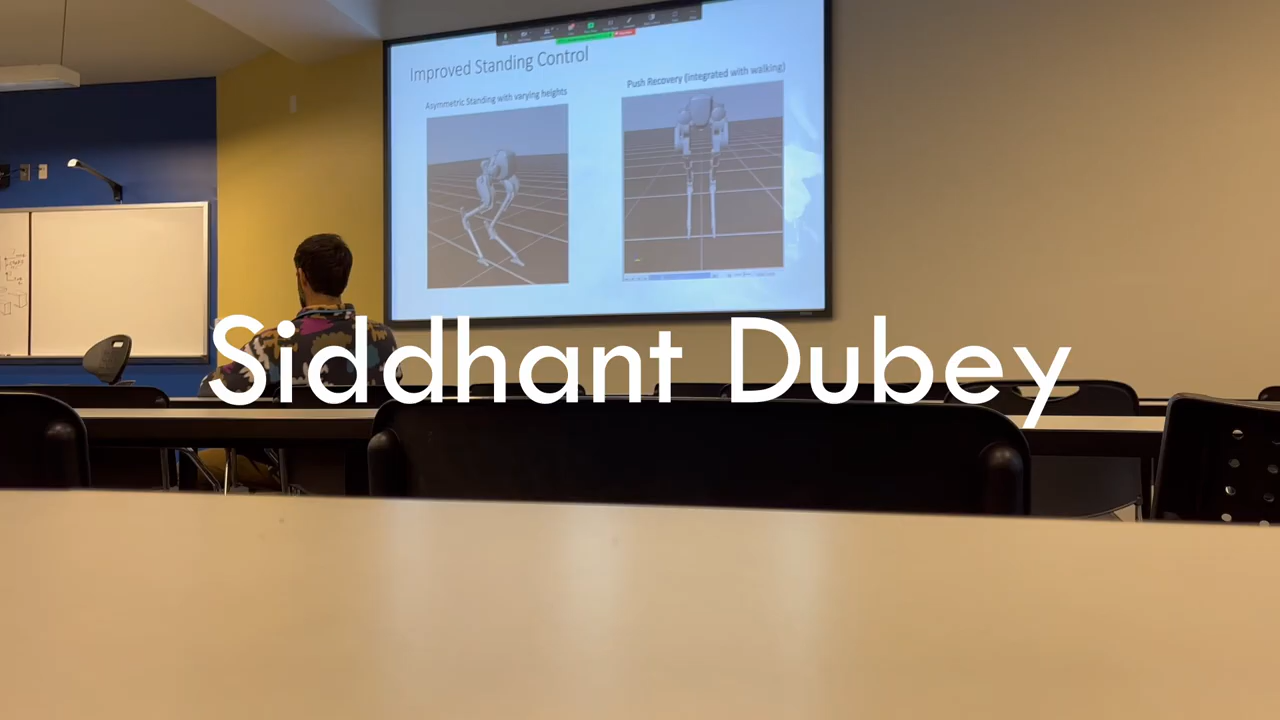 Improved Standing Control
Asymmetric Standing with varying heights
Push Recovery (integrated with walking)
Siddhant Dubey